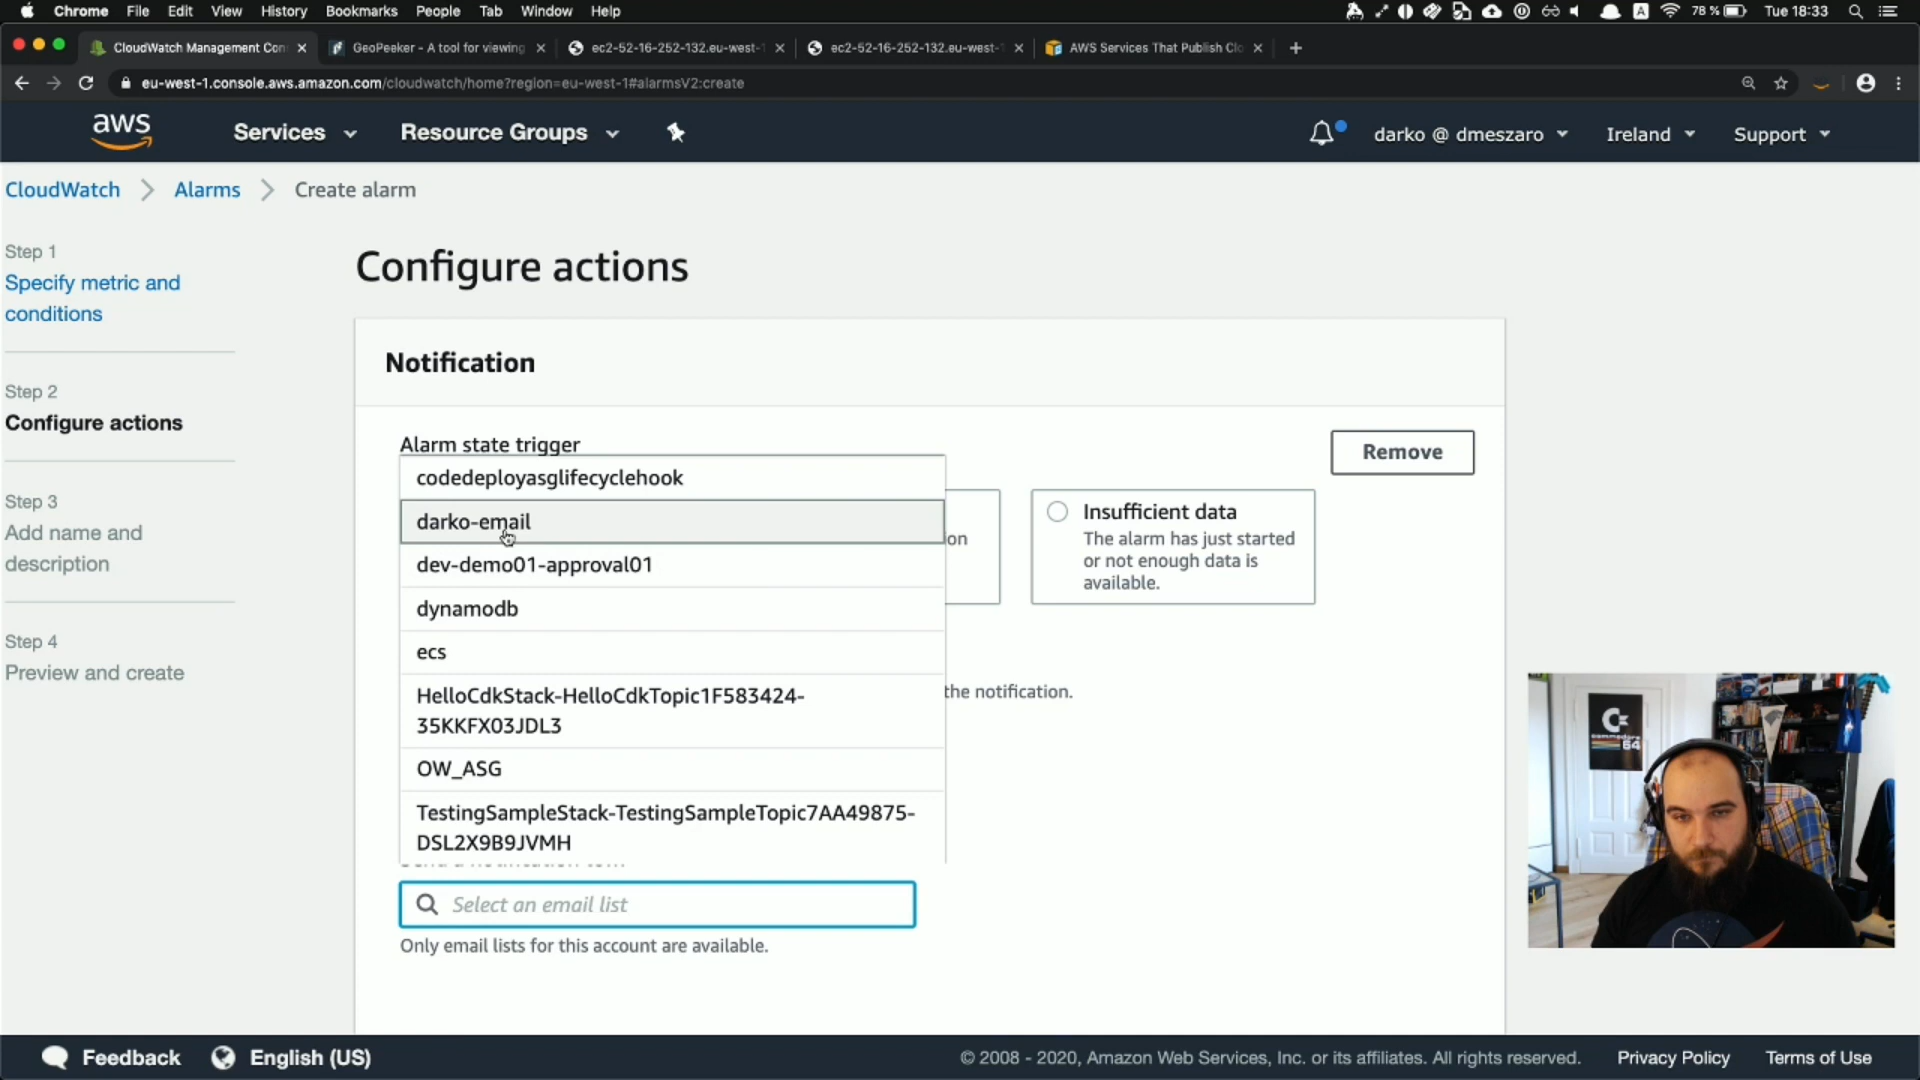 Chrome File Edit View History Bookmarks People Tab Window Help
78 % Tue 18:33
CloudWatch Management Con
GeoPeeker - A tool for viewing
ec2-52-16-252-132.eu-west-1
ec2-52-16-252-132.eu-west-1
AWS Services That Publish Clo
eu-west-1.console.aws.amazon.com/cloudwatch/home?region=eu-west-1#alarmsV2:create
aws
Services
Resource Groups
darko @ dmeszaro
Ireland
Support
CloudWatch
Alarms
Create alarm
Step 1
Specify metric and
conditions
Step 2
Configure actions
Step 3
Add name and
description
Step 4
Preview and create
Configure actions
Notification
Alarm state trigger
Remove
codedeployasglifecyclehook
darko-email
dev-demo01-approval01
dynamodb
ecs
HelloCdkStack-HelloCdkTopic1F583424-
35KKFX03JDL3
OW_ASG
TestingSampleStack-TestingSampleTopic7AA49875-
DSL2X9B9JVMH
on
Insufficient data
The alarm has just started
or not enough data is
available.
the notification.
Select an email list
Only email lists for this account are available.
commodore
64
Feedback
English (US)
© 2008 - 2020, Amazon Web Services, Inc. or its affiliates. All rights reserved.
Privacy Policy
Terms of Use